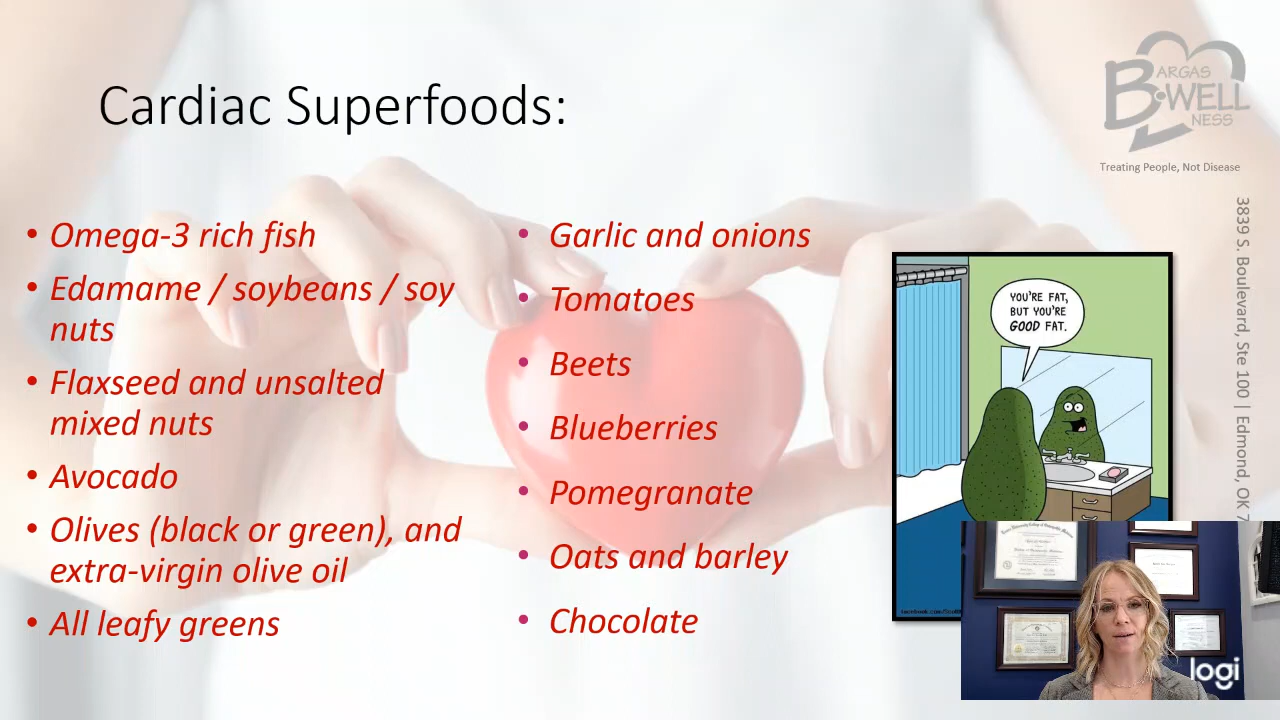 Cardiac Superfoods:
BARGAS
B•WELL
NESS
Treating People, Not Disease
3839 S. Boulevard, Ste 100 | Edmond, OK 7
• Omega-3 rich fish
• Edamame / soybeans / soy
nuts
• Flaxseed and unsalted
mixed nuts
• Avocado
• Olives (black or green), and
extra-virgin olive oil
• All leafy greens
• Garlic and onions
• Tomatoes
• Beets
• Blueberries
• Pomegranate
• Oats and barley
• Chocolate
YOU'RE FAT,
BUT YOU'RE
GOOD FAT.
logi